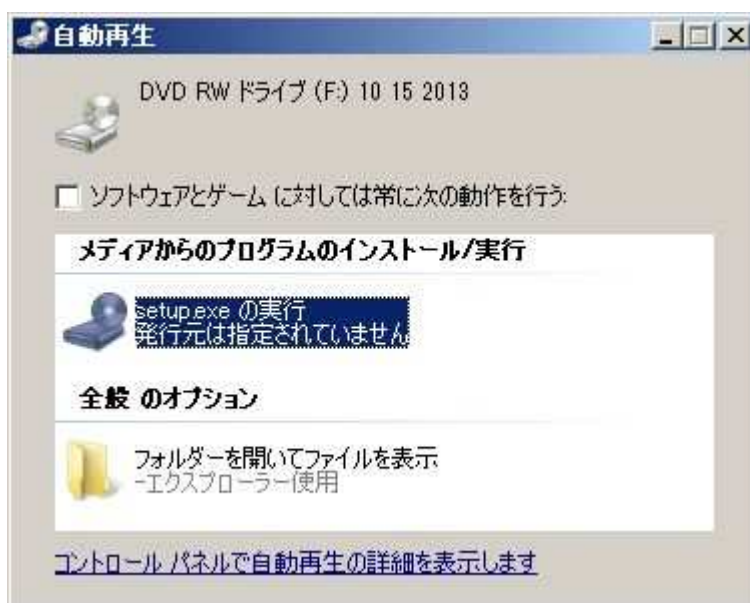 自動再生
DVD RW ドライブ (F:) 10 15 2013
ソフトウェアとゲーム に対しては常に次の動作を行う:
メディアからのプログラムのインストール/実行
setup.exe の実行
発行元は指定されていません
全般 のオプション
フォルダーを開いてファイルを表示
-エクスプローラー使用
コントロール パネルで自動再生の詳細を表示します